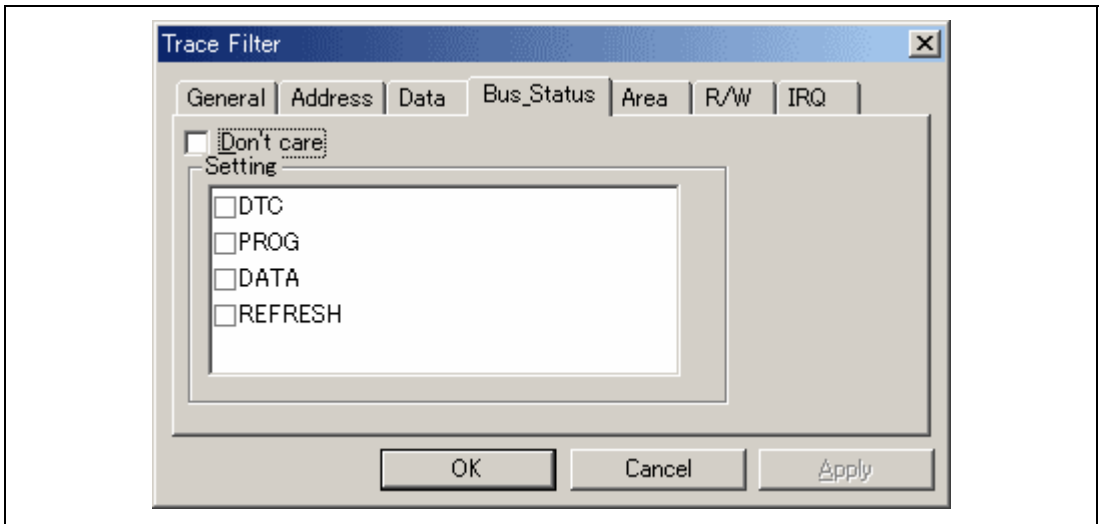 Trace Filter
General Address Data Bus_Status Area R/W IRQ
Don't care
Setting
DTC
PROG
DATA
REFRESH
OK Cancel Apply